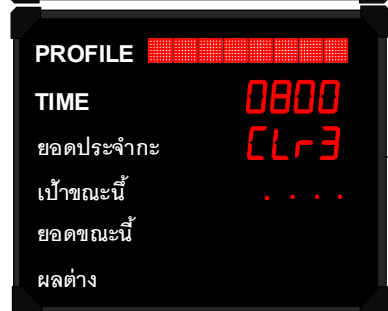 PROFILE
TIME 0800
ยอดประจำกะ CLr3
เป้าขณะนี้ . . . .
ยอดขณะนี้
ผลต่าง